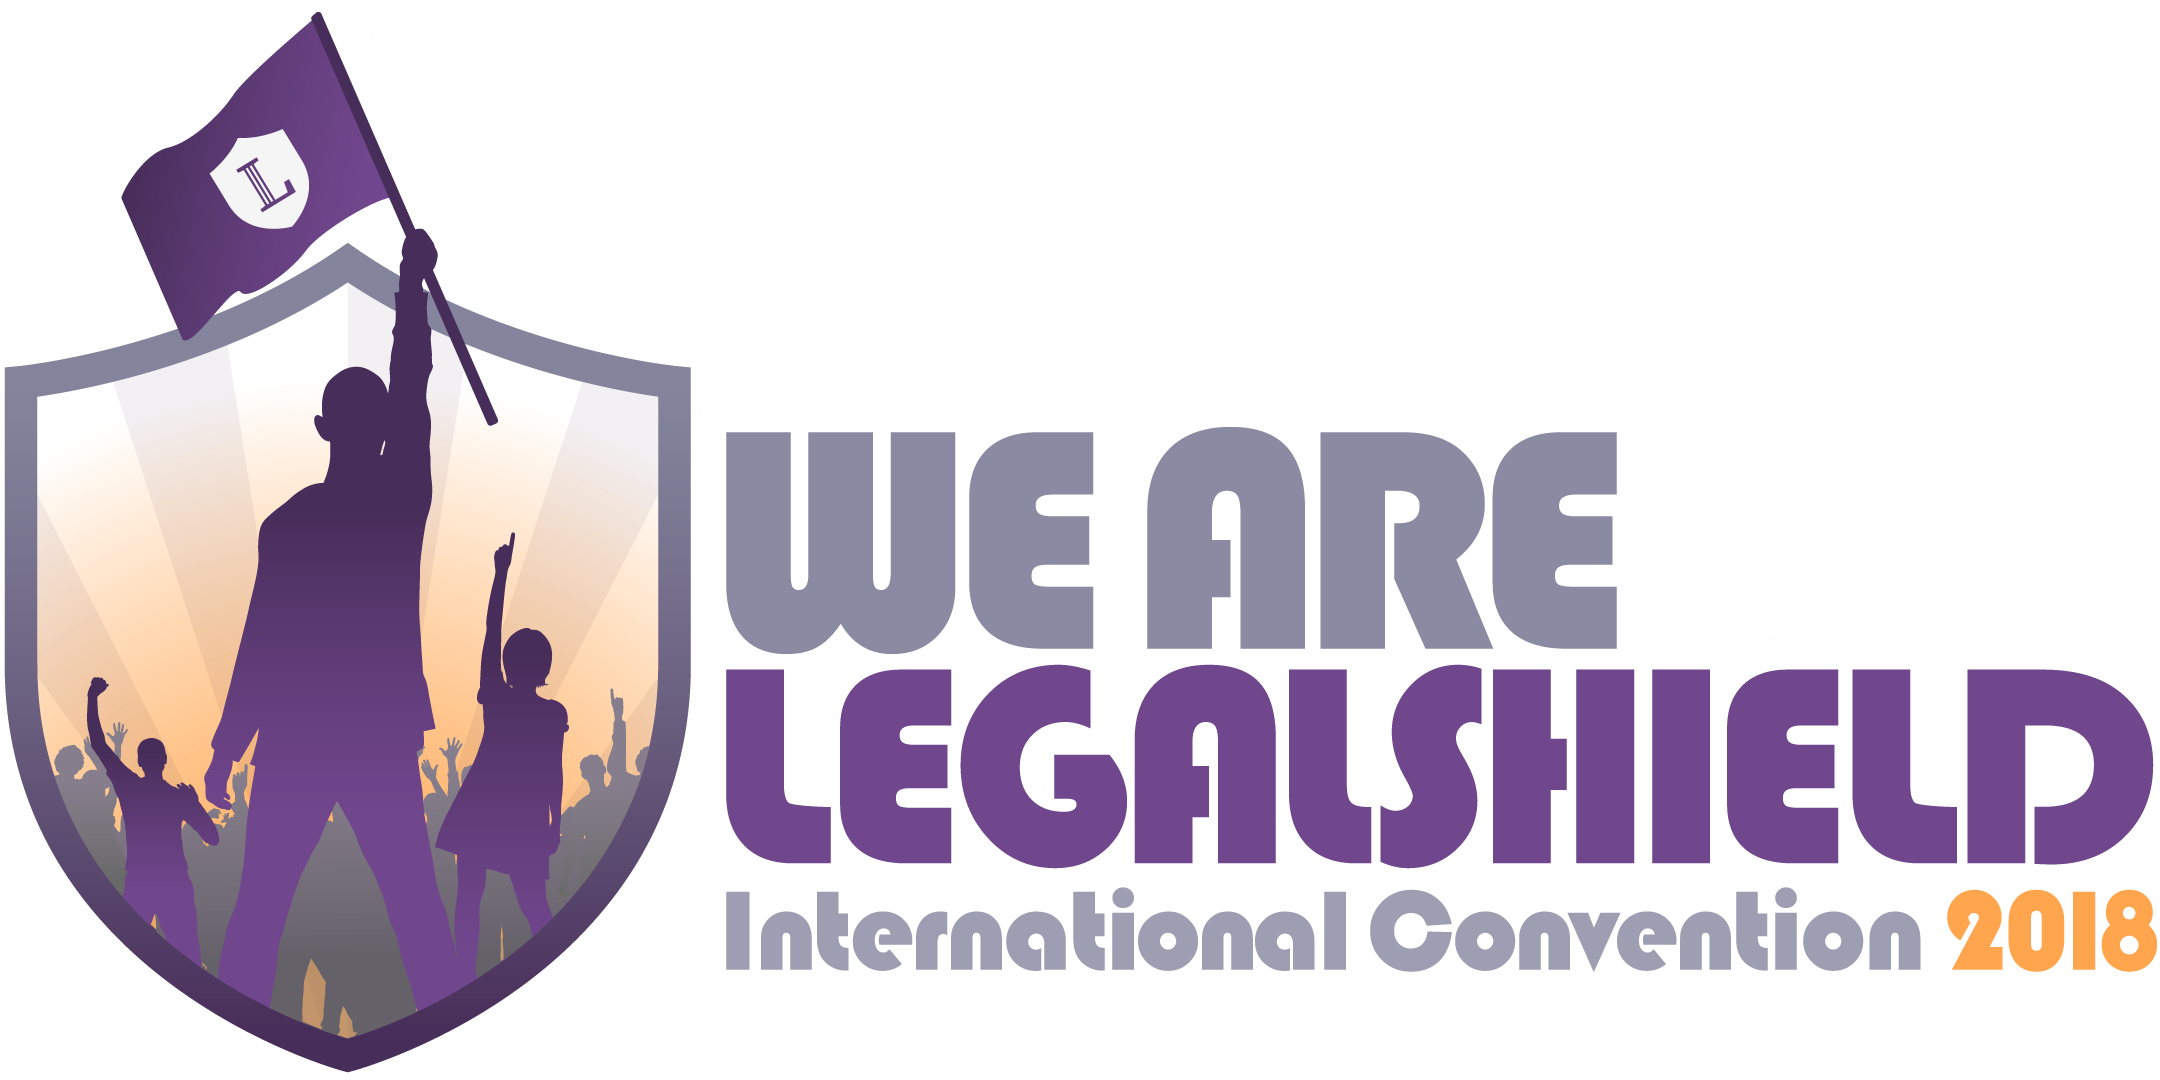 L
WE ARE
LEGALSHIELD
International Convention 2018